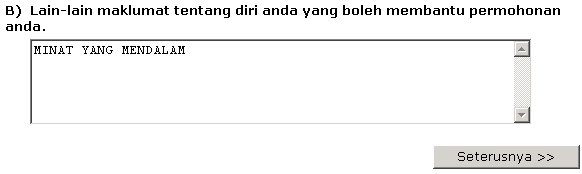 B) Lain-lain maklumat tentang diri anda yang boleh membantu permohonan
anda.
MINAT YANG MENDALAM
Seterusnya >>